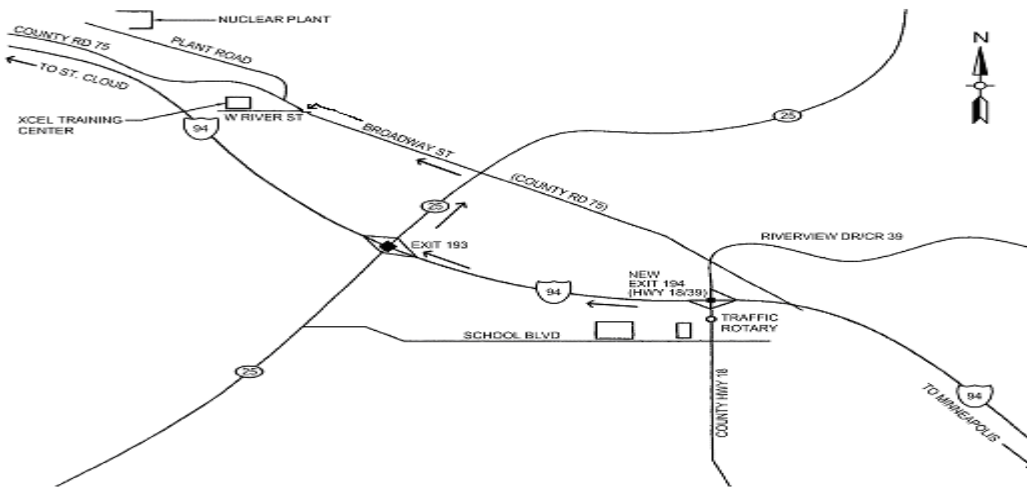 NUCLEAR PLANT
COUNTY RD 75
PLANT ROAD
N
TO ST. CLOUD
XCEL TRAINING
CENTER
W RIVER ST
94
BROADWAY ST
25
(COUNTY RD 75)
25
EXIT 193
RIVERVIEW DR/CR 39
NEW
EXIT 194
(HWY 18/39)
94
TRAFFIC
ROTARY
SCHOOL BLVD
25
COUNTY HWY 18
94
TO MINNEAPOLIS